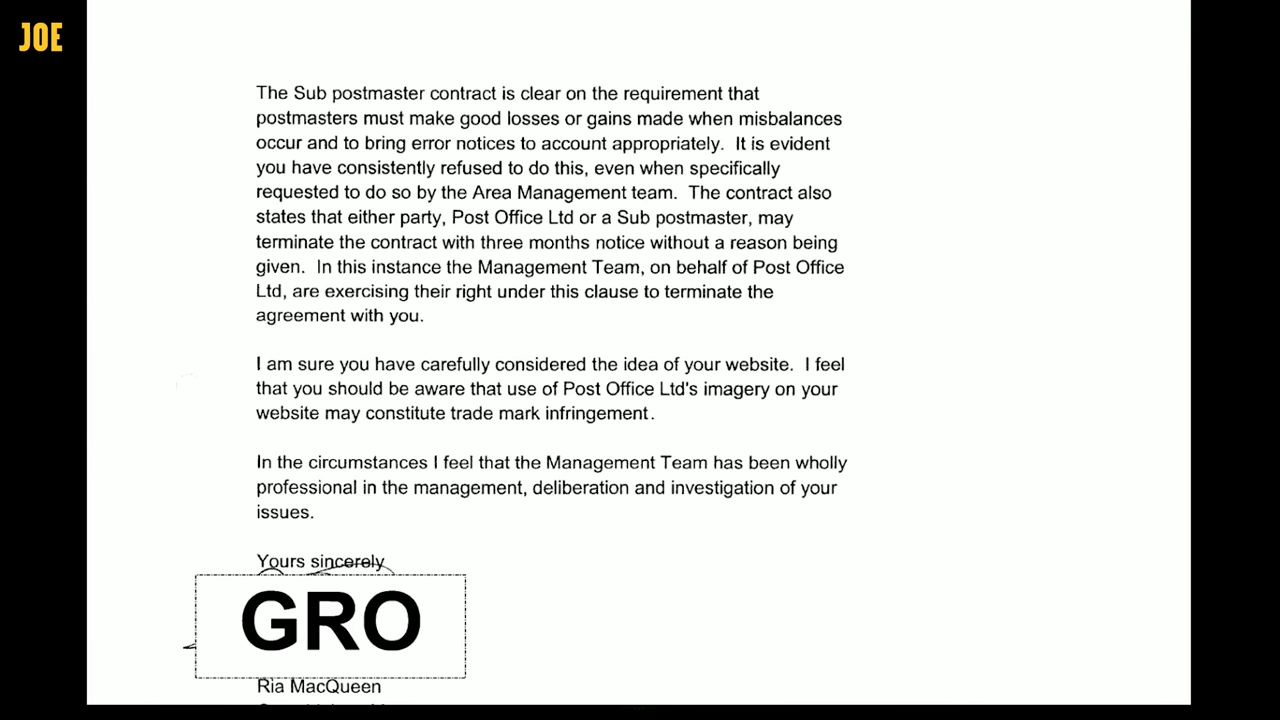 JOE
The Sub postmaster contract is clear on the requirement that
postmasters must make good losses or gains made when misbalances
occur and to bring error notices to account appropriately. It is evident
you have consistently refused to do this, even when specifically
requested to do so by the Area Management team. The contract also
states that either party, Post Office Ltd or a Sub postmaster, may
terminate the contract with three months notice without a reason being
given. In this instance the Management Team, on behalf of Post Office
Ltd, are exercising their right under this clause to terminate the
agreement with you.
I am sure you have carefully considered the idea of your website. I feel
that you should be aware that use of Post Office Ltd's imagery on your
website may constitute trade mark infringement.
In the circumstances I feel that the Management Team has been wholly
professional in the management, deliberation and investigation of your
issues.
Yours sincerely
GRO
Ria MacQueen